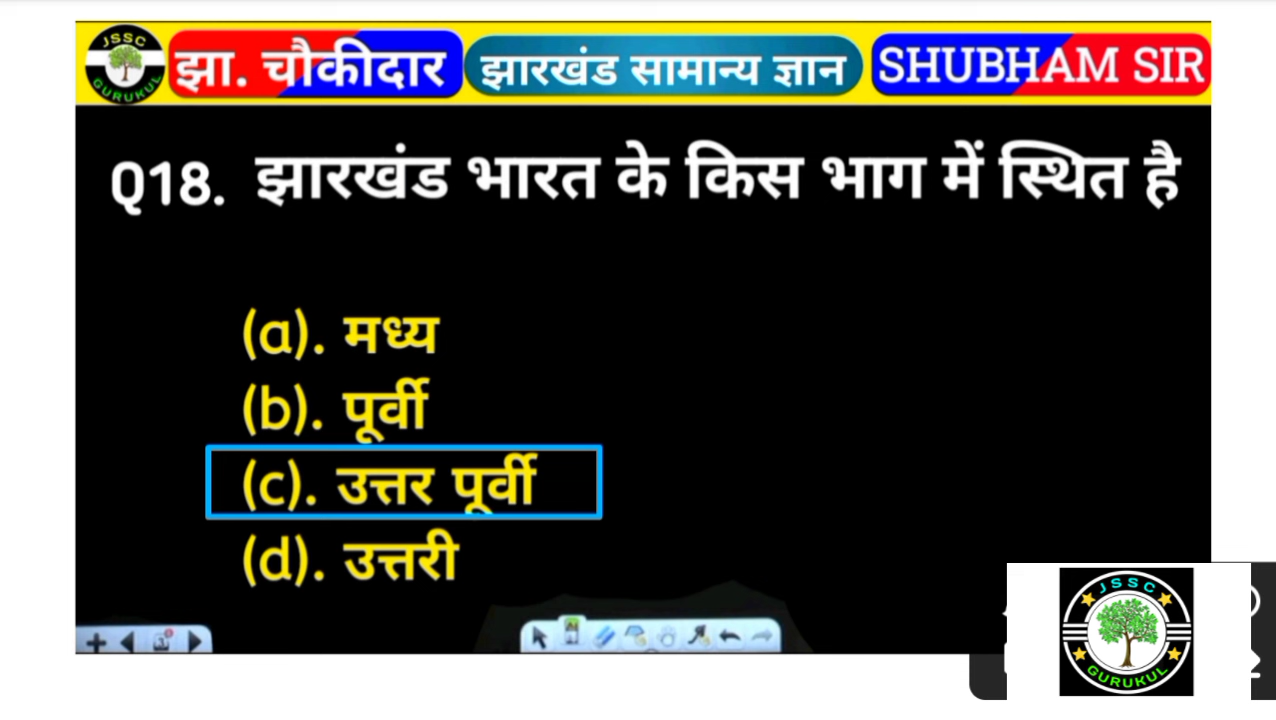 JSSC
GURUKUL
झा. चौकीदार
झारखंड सामान्य ज्ञान
SHUBHAM SIR
Q18. झारखंड भारत के किस भाग में स्थित है
(a). मध्य
(b). पूर्वी
(c). उत्तर पूर्वी
(d). उत्तरी
JSSC
GURUKUL